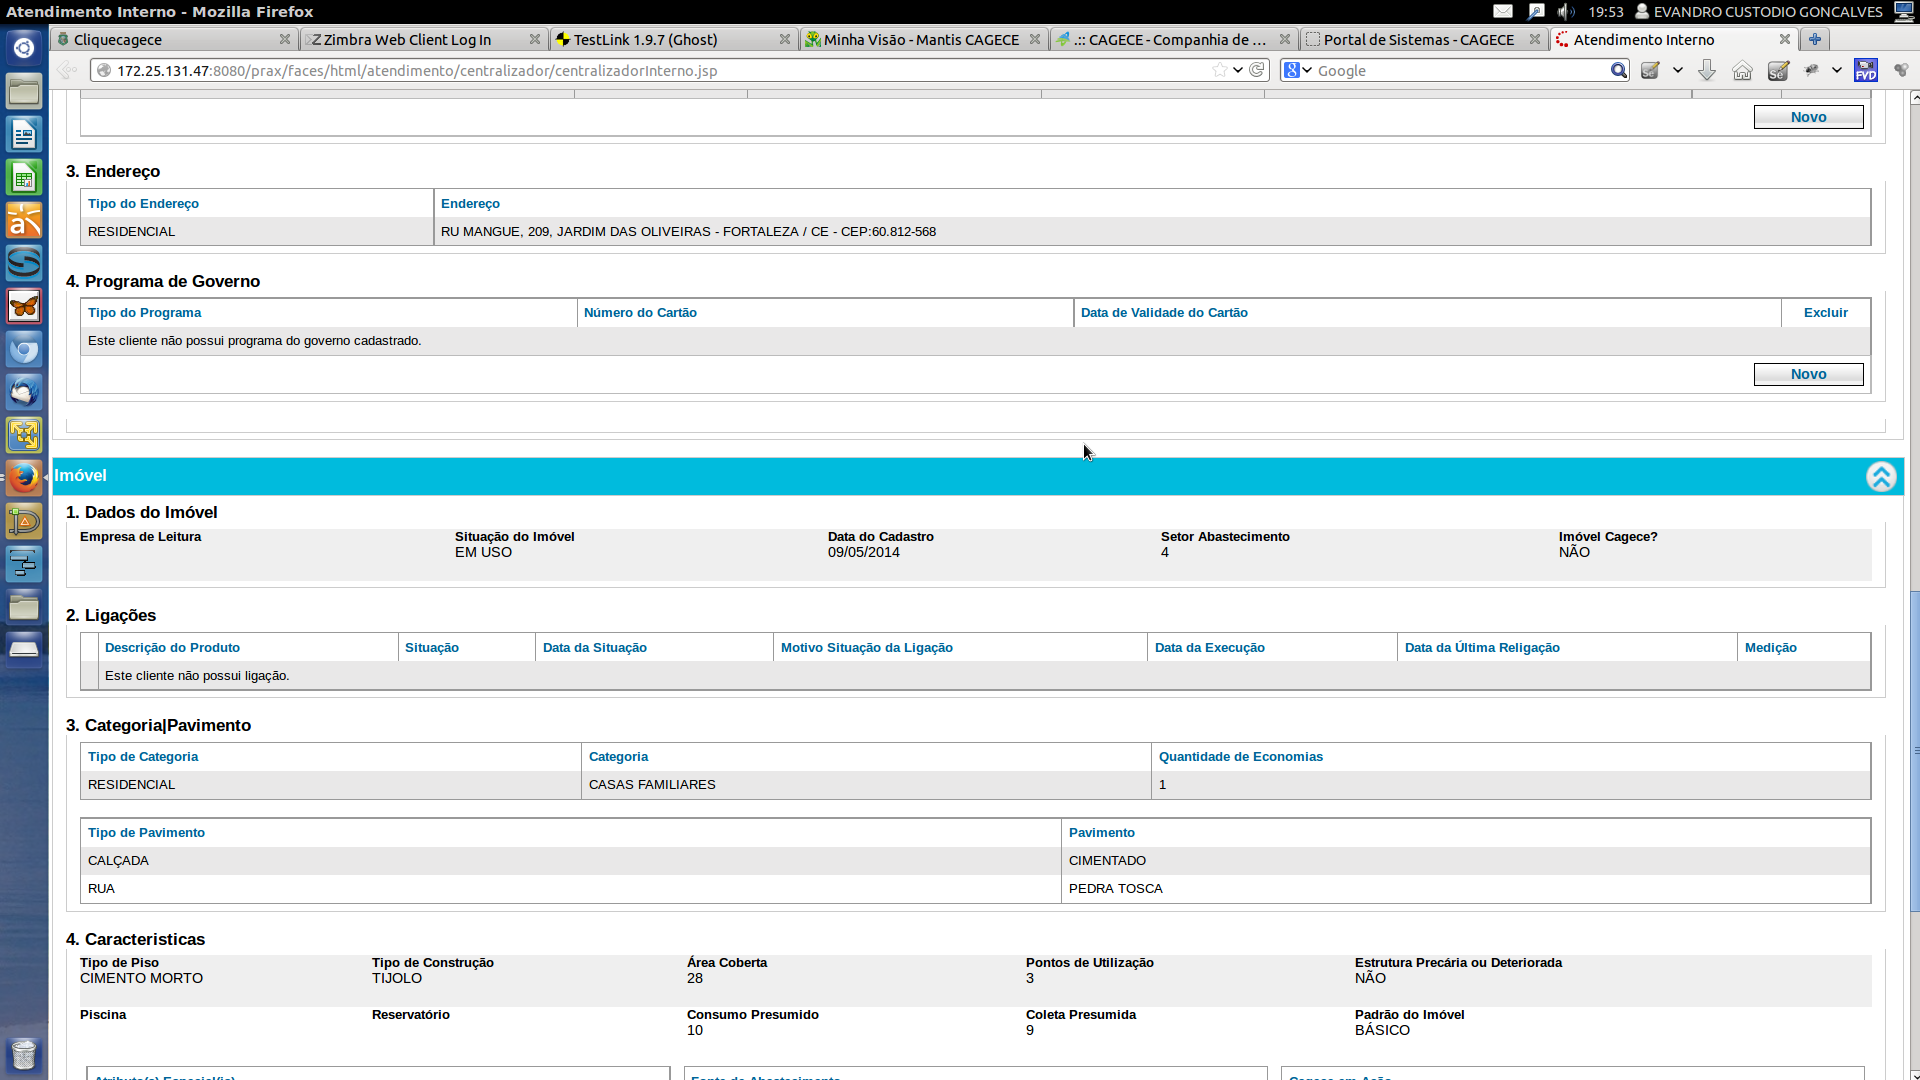 Atendimento Interno - Mozilla Firefox
19:53
EVANDRO CUSTODIO GONCALVES
Cliquecagece
Zimbra Web Client Log In
TestLink 1.9.7 (Ghost)
Minha Visão - Mantis CAGECE
.:: CAGECE - Companhia de ...
Portal de Sistemas - CAGECE
Atendimento Interno
172.25.131.47:8080/prax/faces/html/atendimento/centralizador/centralizadorInterno.jsp
Google
FVD
Novo
3. Endereço
Tipo do Endereço
Endereço
RESIDENCIAL
RU MANGUE, 209, JARDIM DAS OLIVEIRAS - FORTALEZA / CE - CEP:60.812-568
4. Programa de Governo
Tipo do Programa
Número do Cartão
Data de Validade do Cartão
Excluir
Este cliente não possui programa do governo cadastrado.
Novo
Imóvel
1. Dados do Imóvel
Empresa de Leitura
Situação do Imóvel
Data do Cadastro
Setor Abastecimento
Imóvel Cagece?
EM USO
09/05/2014
4
NÃO
2. Ligações
Descrição do Produto
Situação
Data da Situação
Motivo Situação da Ligação
Data da Execução
Data da Última Religação
Medição
Este cliente não possui ligação.
3. Categoria|Pavimento
Tipo de Categoria
Categoria
Quantidade de Economias
RESIDENCIAL
CASAS FAMILIARES
1
Tipo de Pavimento
Pavimento
CALÇADA
CIMENTADO
RUA
PEDRA TOSCA
4. Caracteristicas
Tipo de Piso
Tipo de Construção
Área Coberta
Pontos de Utilização
Estrutura Precária ou Deteriorada
CIMENTO MORTO
TIJOLO
28
3
NÃO
Piscina
Reservatório
Consumo Presumido
Coleta Presumida
Padrão do Imóvel
10
9
BÁSICO
Atributo(s) Especial(is)
Fonte de Abastecimento
Cagece em Ação